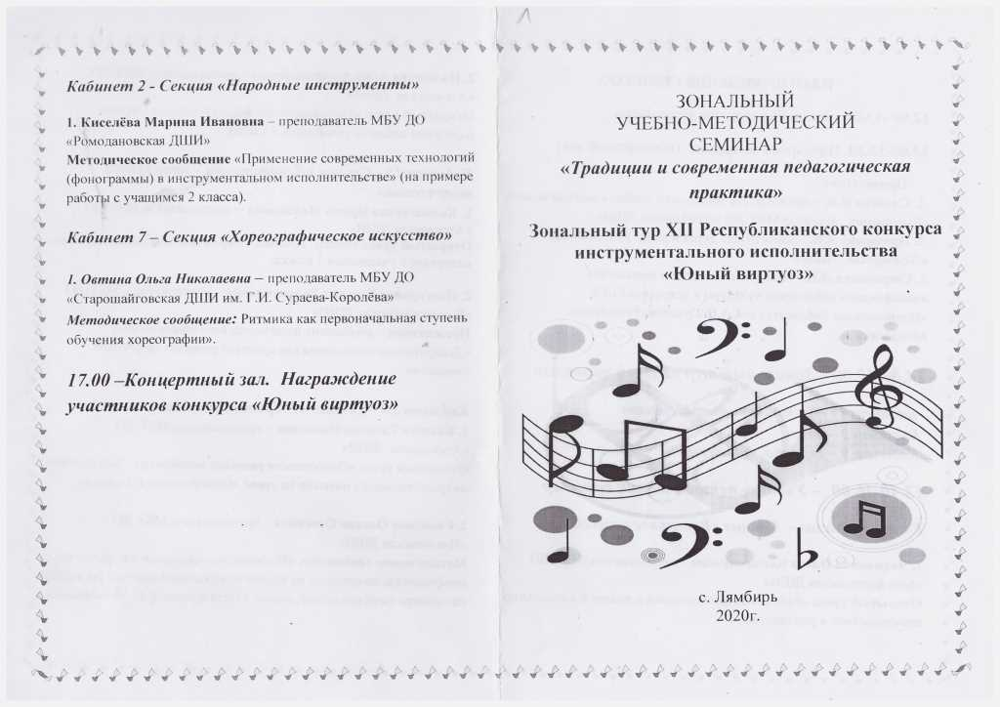 Кабинет 2 - Секция «Народные инструменты»
1. Киселёва Марина Ивановна – преподаватель МБУ ДО
«Ромодановская ДШИ»
Методическое сообщение «Применение современных технологий
(фонограммы) в инструментальном исполнительстве» (на примере
работы с учащимся 2 класса).
Кабинет 7 – Секция «Хореографическое искусство»
1. Овтина Ольга Николаевна – преподаватель МБУ ДО
«Старошайговская ДШИ им. Г.И. Сураева-Королёва»
Методическое сообщение: Ритмика как первоначальная ступень
обучения хореографии».
17.00 –Концертный зал. Награждение
участников конкурса «Юный виртуоз»
ЗОНАЛЬНЫЙ
УЧЕБНО-МЕТОДИЧЕСКИЙ
СЕМИНАР
«Традиции и современная педагогическая
практика»
Зональный тур XII Республиканского конкурса
инструментального исполнительства
«Юный виртуоз»
с. Лямбирь
2020г.